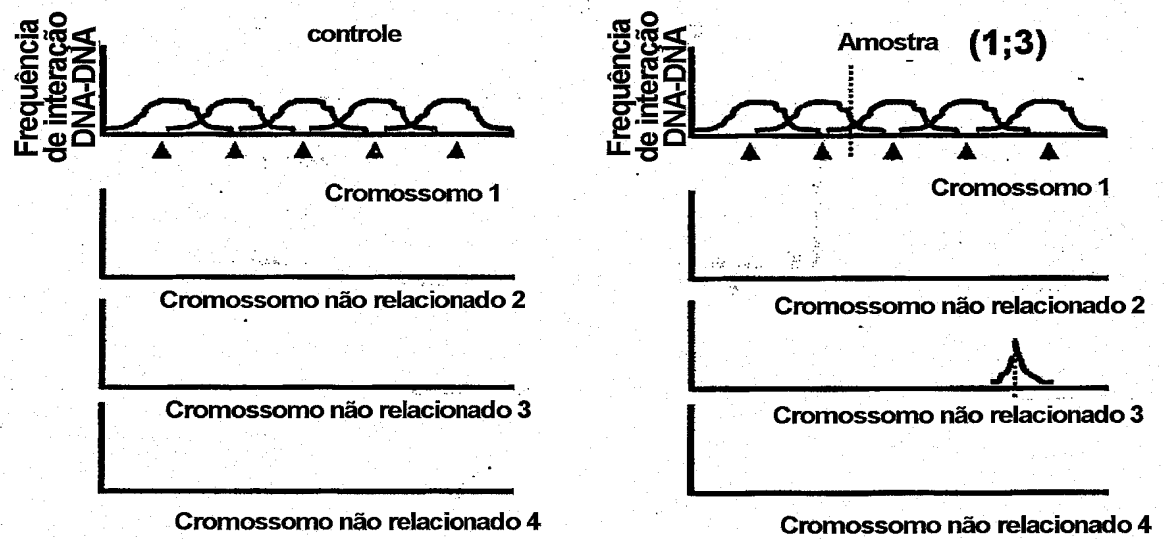 controle
Frequência
de interação
DNA-DNA
Cromossomo 1
Cromossomo não relacionado 2
Cromossomo não relacionado 3
Cromossomo não relacionado 4
Amostra (1;3)
Frequência
de interação
DNA-DNA
Cromossomo 1
Cromossomo não relacionado 2
Cromossomo não relacionado 3
Cromossomo não relacionado 4